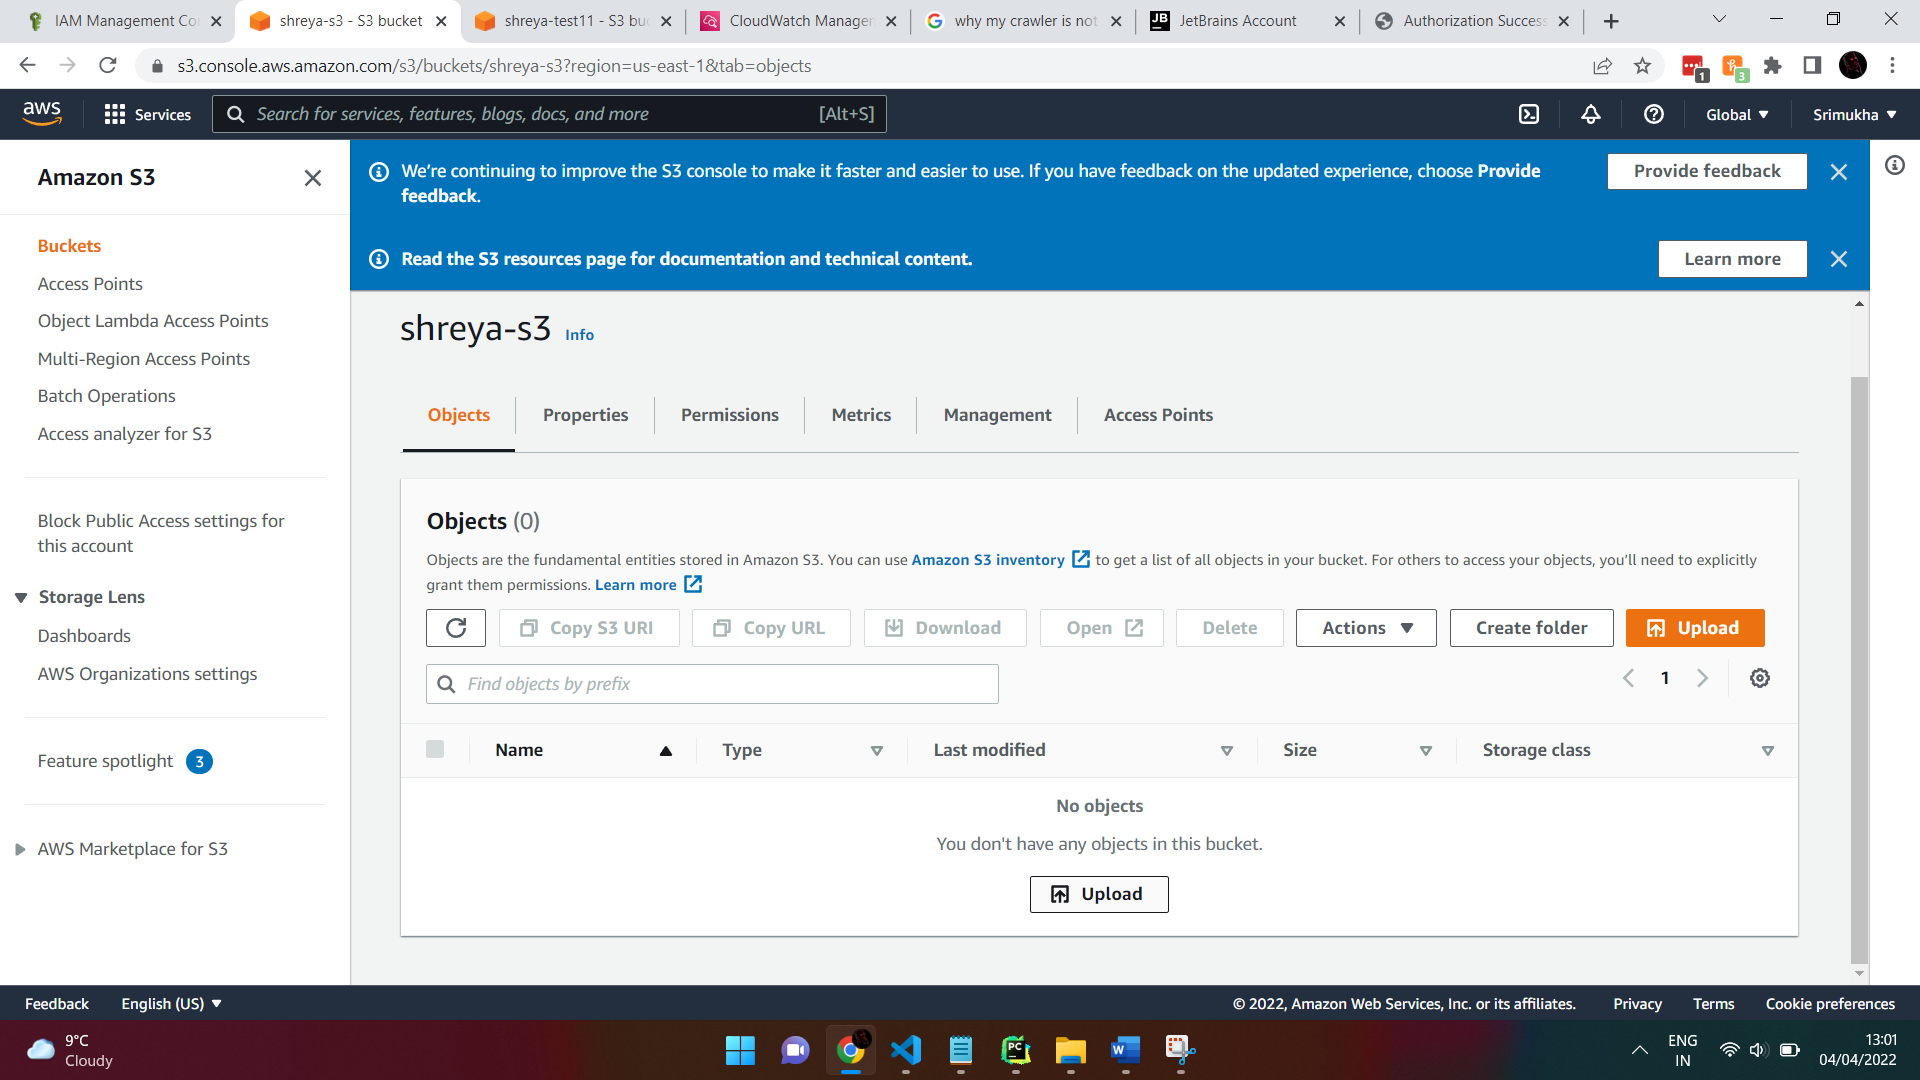 IAM Management Co
shreya-s3 - S3 bucket
shreya-test11 - S3 bu
CloudWatch Manager
why my crawler is not
JetBrains Account
Authorization Success
s3.console.aws.amazon.com/s3/buckets/shreya-s3?region=us-east-1&tab=objects
1
3
aws
Services
Search for services, features, blogs, docs, and more
[Alt+S]
Global
Srimukha
Amazon S3
Buckets
Access Points
Object Lambda Access Points
Multi-Region Access Points
Batch Operations
Access analyzer for S3
Block Public Access settings for
this account
Storage Lens
Dashboards
AWS Organizations settings
Feature spotlight 3
AWS Marketplace for S3
We're continuing to improve the S3 console to make it faster and easier to use. If you have feedback on the updated experience, choose Provide
feedback.
Provide feedback
Read the S3 resources page for documentation and technical content.
Learn more
shreya-s3 Info
Objects
Properties
Permissions
Metrics
Management
Access Points
Objects (0)
Objects are the fundamental entities stored in Amazon S3. You can use Amazon S3 inventory to get a list of all objects in your bucket. For others to access your objects, you'll need to explicitly
grant them permissions. Learn more
Copy S3 URI
Copy URL
Download
Open
Delete
Actions
Create folder
Upload
Find objects by prefix
1
Name
Type
Last modified
Size
Storage class
No objects
You don't have any objects in this bucket.
Upload
Feedback
English (US)
© 2022, Amazon Web Services, Inc. or its affiliates.
Privacy
Terms
Cookie preferences
9°C
Cloudy
PC
W
ENG
IN
13:01
04/04/2022